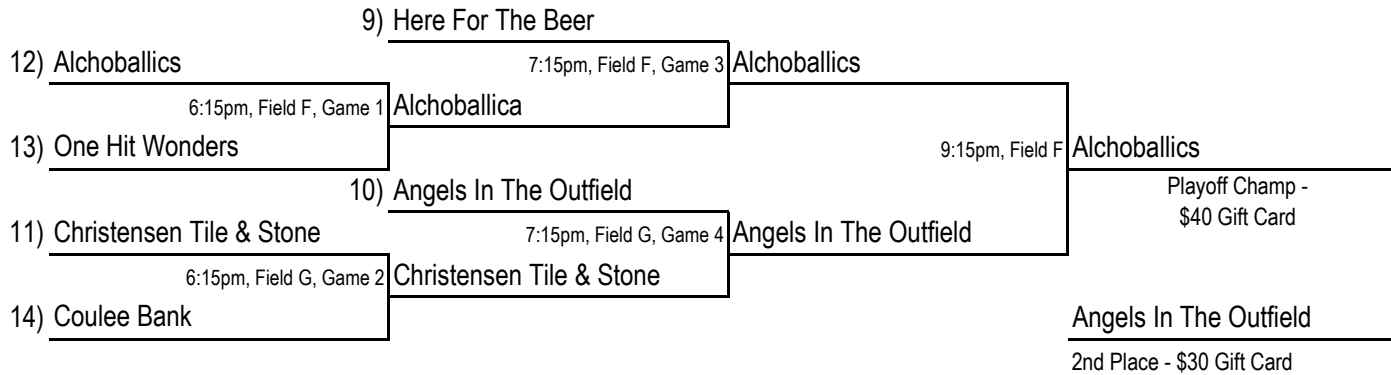 9) Here For The Beer
12) Alchoballics
7:15pm, Field F, Game 3 Alchoballics
6:15pm, Field F, Game 1 Alchoballica
13) One Hit Wonders
9:15pm, Field F Alchoballics
10) Angels In The Outfield
Playoff Champ -
$40 Gift Card
11) Christensen Tile & Stone
7:15pm, Field G, Game 4 Angels In The Outfield
6:15pm, Field G, Game 2 Christensen Tile & Stone
14) Coulee Bank
Angels In The Outfield
2nd Place - $30 Gift Card